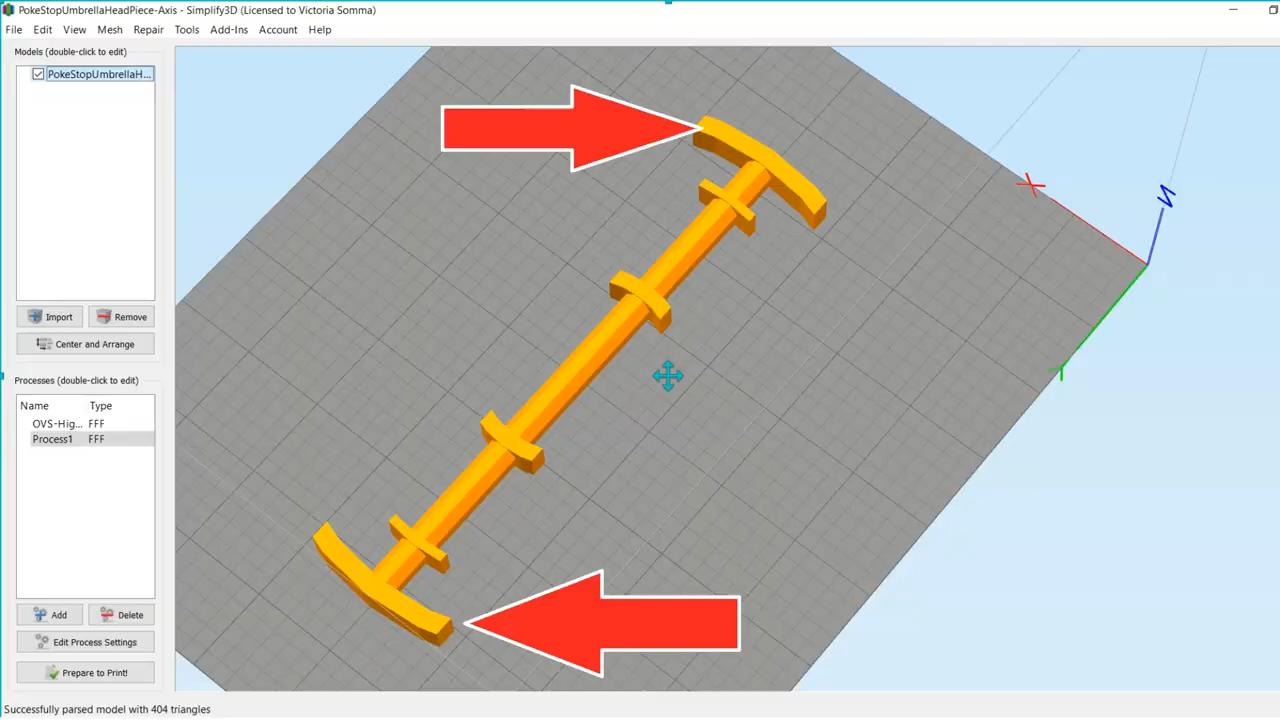 PokeStopUmbrellaHeadPiece-Axis - Simplify3D (Licensed to Victoria Somma)
File Edit View Mesh Repair Tools Add-Ins Account Help
Models (double-click to edit)
PokeStopUmbrellaH...
Import Remove
Center and Arrange
Processes (double-click to edit)
Name Type
OVS-Hig... FFF
Process1 FFF
Add Delete
Edit Process Settings
Prepare to Print!
X
Z
Y
Successfully parsed model with 404 triangles